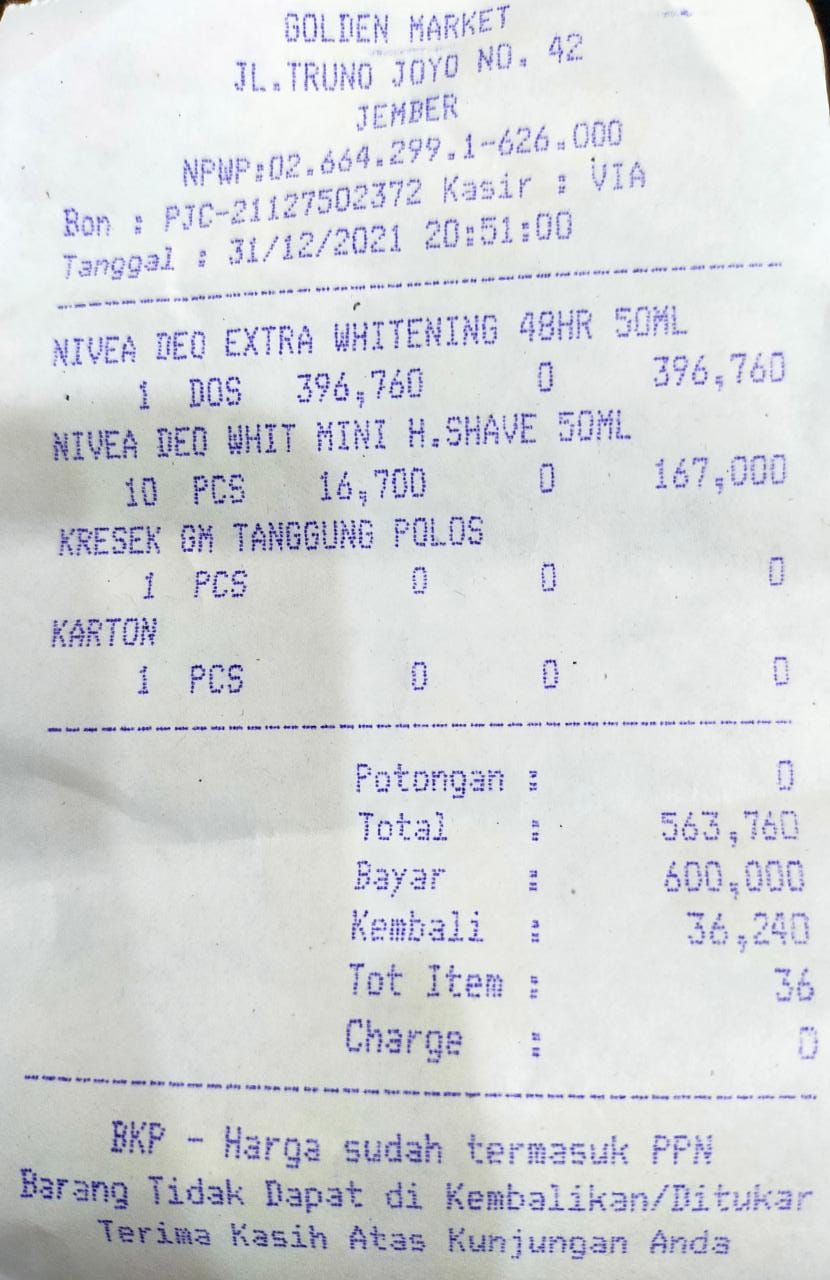 GOLDEN MARKET
JL.TRUNO JOYO NO. 42
JEMBER
NPWP:02.664.299.1-626.000
Bon : PJC-21127502372 Kasir : VIA
Tanggal : 31/12/2021 20:51:00
NIVEA DEO EXTRA WHITENING 48HR 50ML
1 DOS 396,760 0 396,760
NIVEA DEO WHIT MINI H.SHAVE 50ML
10 PCS 16,700 0 167,000
KRESEK GM TANGGUNG POLOS
1 PCS 0 0 0
KARTON
1 PCS 0 0 0
Potongan : 0
Total : 563,760
Bayar : 600,000
Kembali : 36,240
Tot Item : 36
Charge : 0
BKP - Harga sudah termasuk PPN
Barang Tidak Dapat di Kembalikan/Ditukar
Terima Kasih Atas Kunjungan Anda